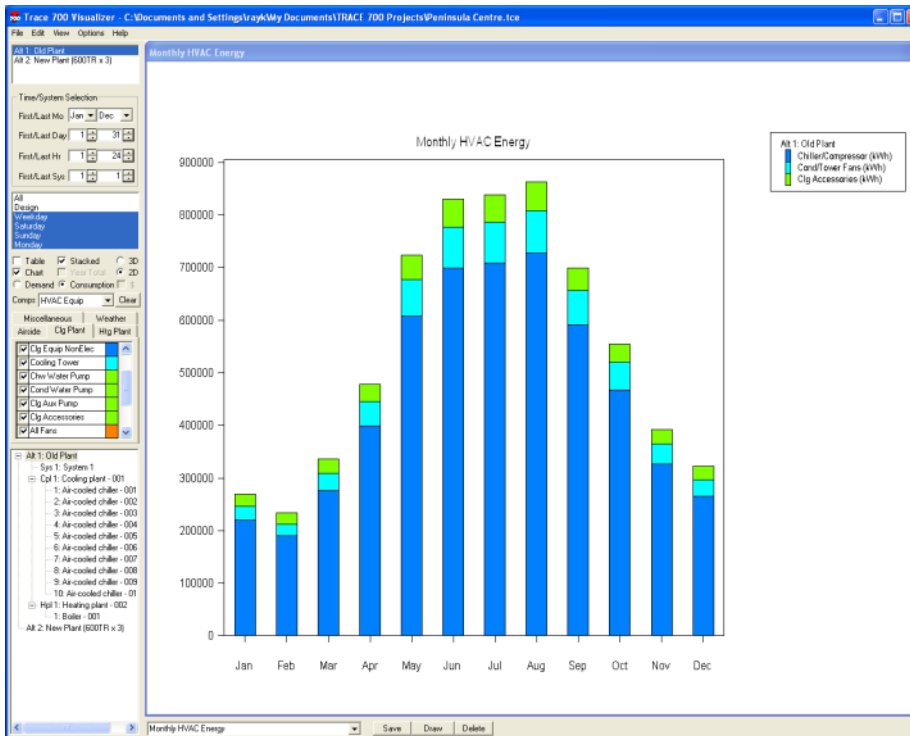 Trace 700 Visualizer - C:\Documents and Settings\rayk\My Documents\TRACE 700 Projects\Peninsula Centre.tce
File Edit View Options Help
Alt 1: Old Plant
Alt 2: New Plant (600TR x 3)
Time/System Selection
First/Last Mo Jan Dec
First/Last Day 1 31
First/Last Hr 1 24
First/Last Sys 1 1
All
Design
Weekday
Saturday
Sunday
Monday
Table Stacked 3D
Chart Year Total 2D
Demand Consumption $
Comps HVAC Equip Clear
Miscellaneous Weather
Airside Clg Plant Htg Plant
Clg Equip NonElec
Cooling Tower
Chw Water Pump
Cond Water Pump
Clg Aux Pump
Clg Accessories
All Fans
Alt 1: Old Plant
Sys 1: System 1
Cpl 1: Cooling plant - 001
1: Air-cooled chiller - 001
2: Air-cooled chiller - 002
3: Air-cooled chiller - 003
4: Air-cooled chiller - 004
5: Air-cooled chiller - 005
6: Air-cooled chiller - 006
7: Air-cooled chiller - 007
8: Air-cooled chiller - 008
9: Air-cooled chiller - 009
10: Air-cooled chiller - 01
Hpl 1: Heating plant - 002
1: Boiler - 001
Alt 2: New Plant (600TR x 3)
Monthly HVAC Energy
Monthly HVAC Energy
Alt 1: Old Plant
Chiller/Compressor (kWh)
Cond/Tower Fans (kWh)
Clg Accessories (kWh)
900000
800000
700000
600000
500000
400000
300000
200000
100000
0
Jan Feb Mar Apr May Jun Jul Aug Sep Oct Nov Dec
Monthly HVAC Energy Save Draw Delete